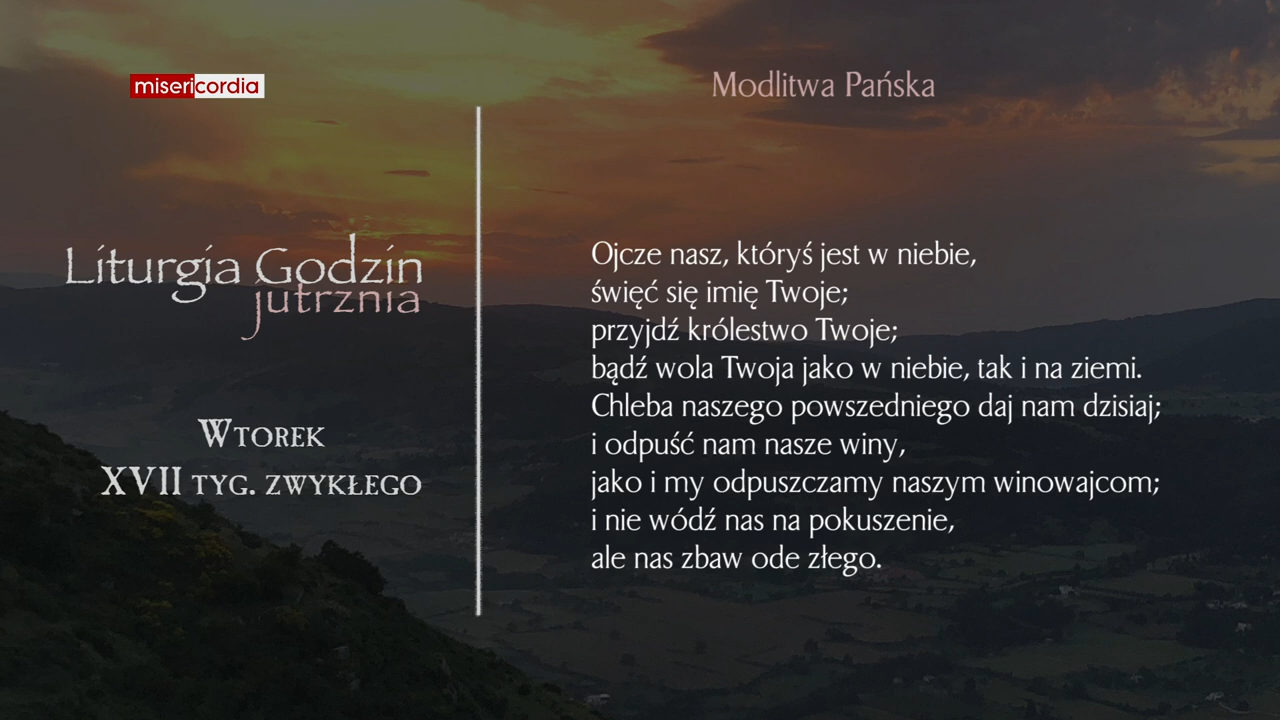 misericordia
Liturgia Godzin
jutrznia
Wtorek
XVII tyg. zwykłego
Modlitwa Pańska
Ojcze nasz, któryś jest w niebie,
święć się imię Twoje;
przyjdź królestwo Twoje;
bądź wola Twoja jako w niebie, tak i na ziemi.
Chleba naszego powszedniego daj nam dzisiaj;
i odpuść nam nasze winy,
jako i my odpuszczamy naszym winowajcom;
i nie wódź nas na pokuszenie,
ale nas zbaw ode złego.